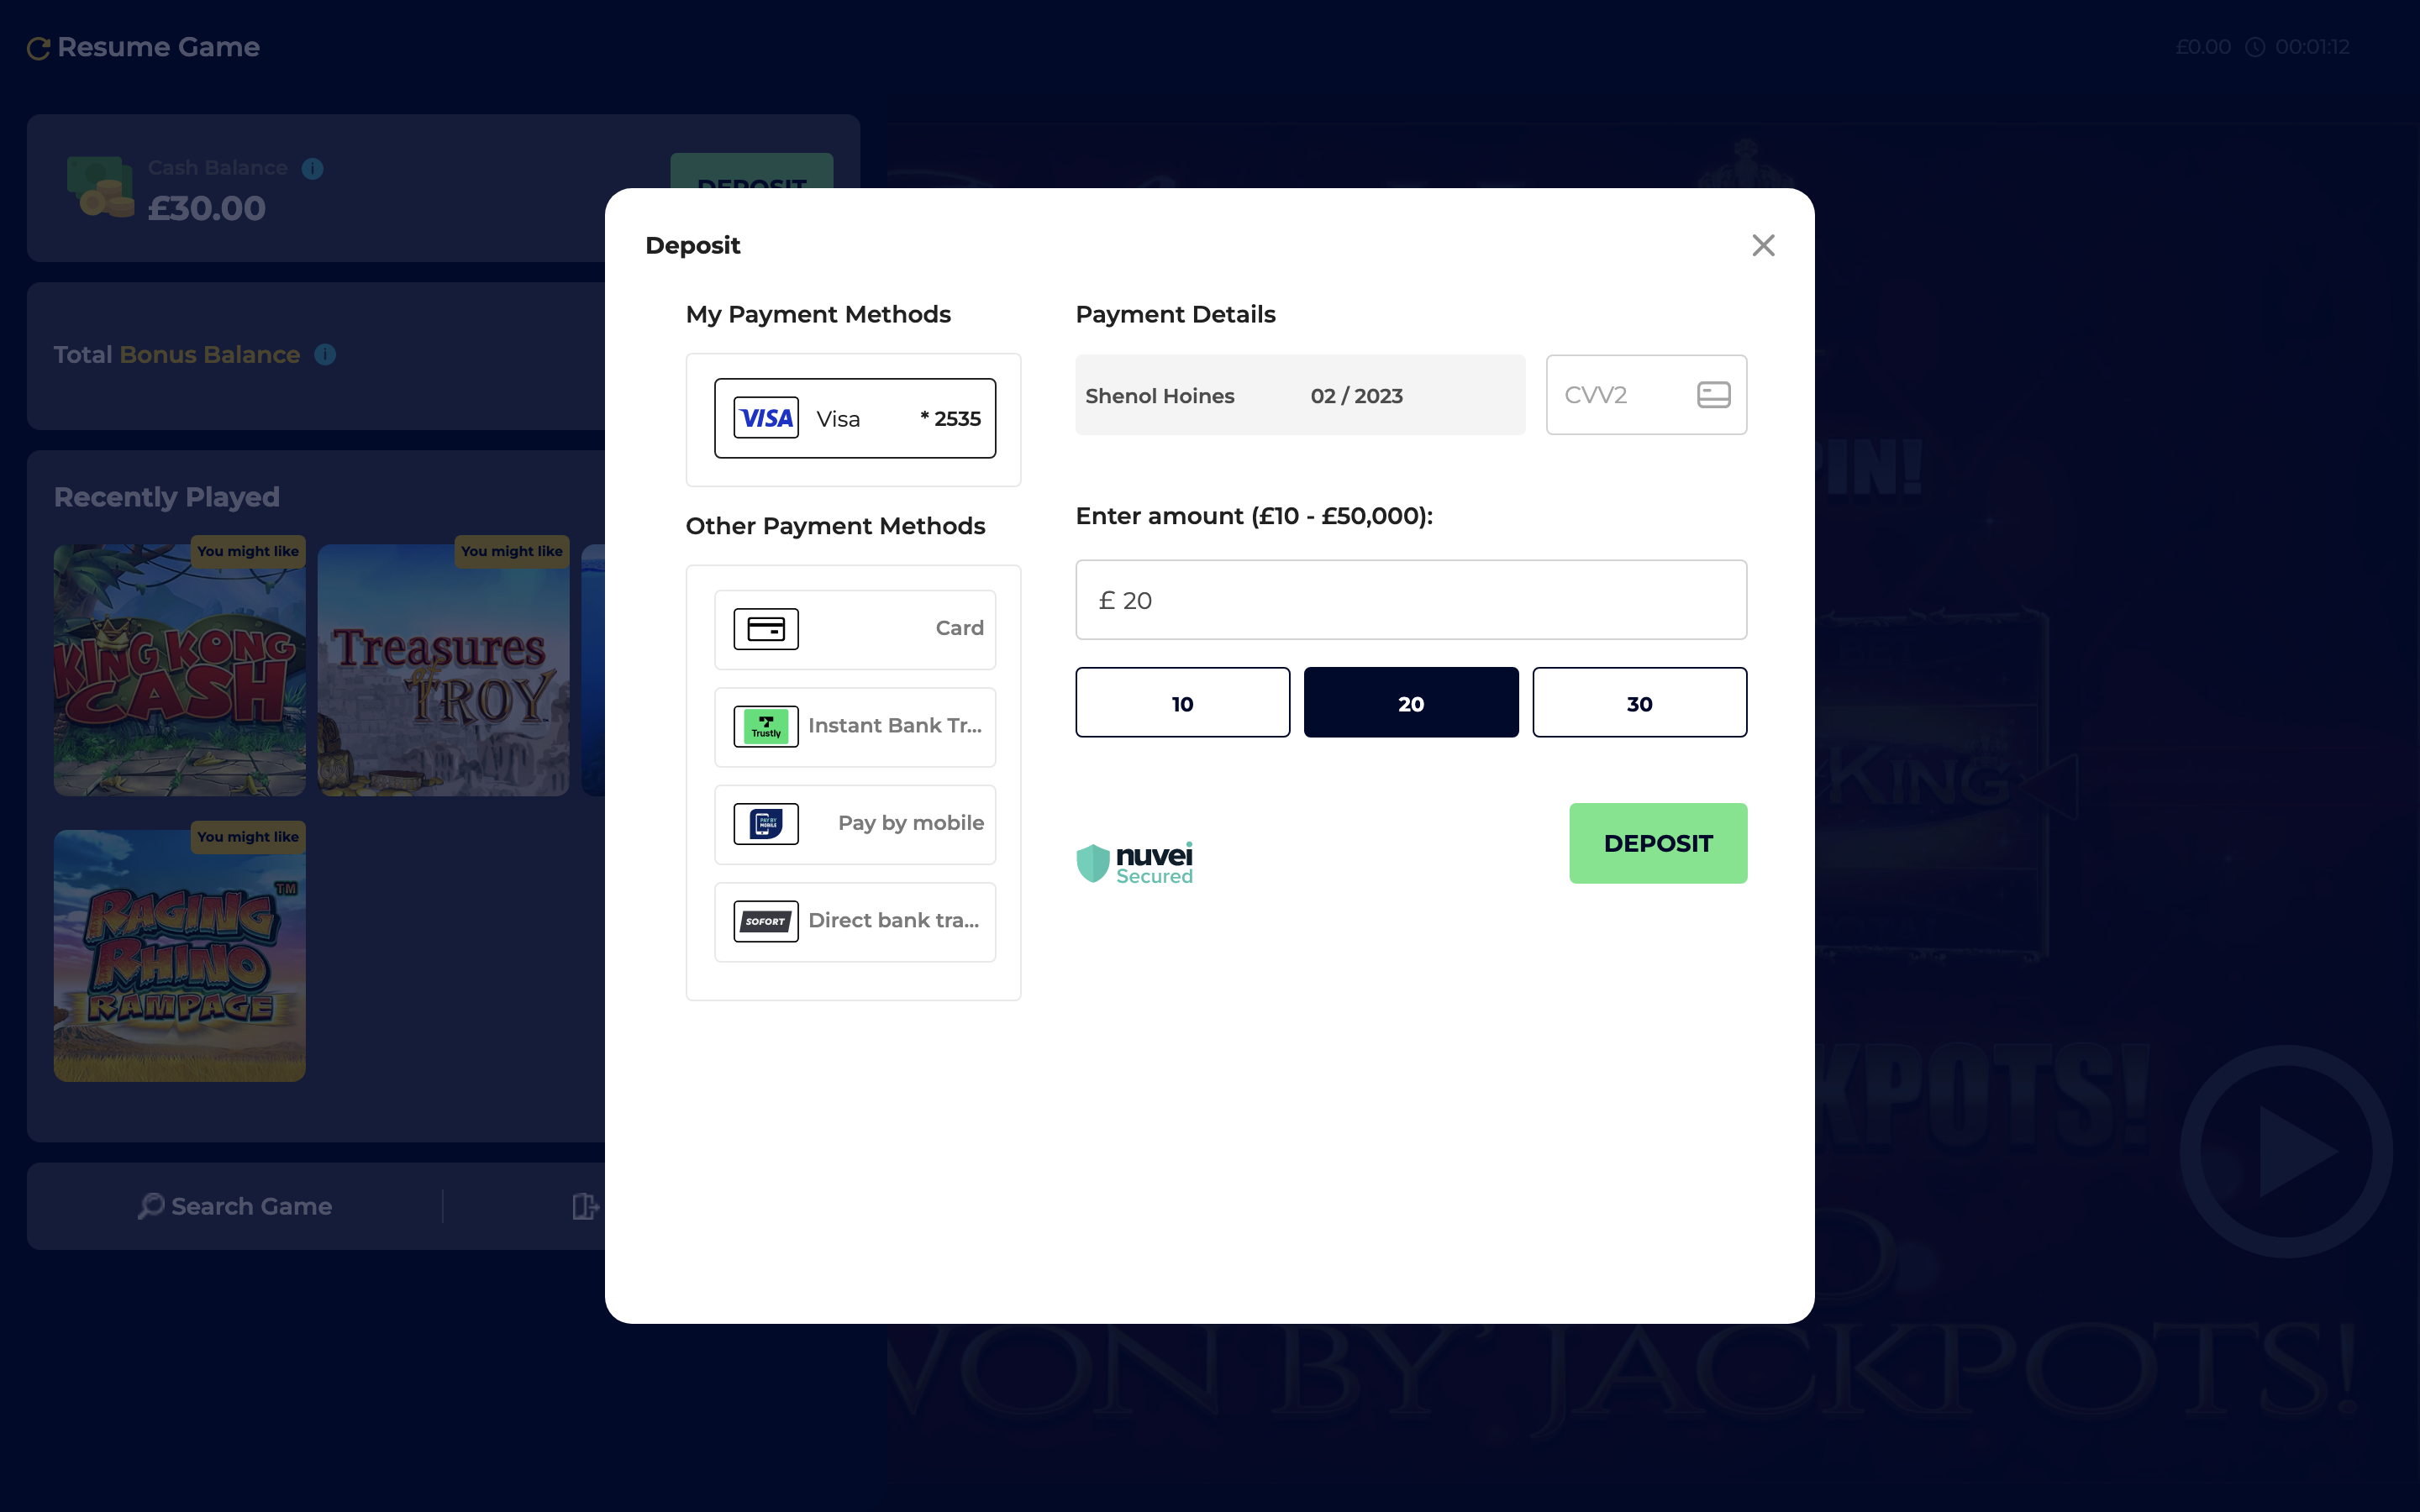 Resume Game
£0.00 00:01:12
Cash Balance
£30.00
DEPOSIT
Total Bonus Balance
Recently Played
You might like
KING KONG CASH
You might like
Treasures of TROY
You might like
RAGING RHINO RAMPAGE TM
Search Game
Deposit
My Payment Methods
VISA Visa * 2535
Other Payment Methods
Card
Trustly Instant Bank Tr...
PAY BY MOBILE Pay by mobile
SOFORT Direct bank tra...
Payment Details
Shenol Hoines 02 / 2023
CVV2
Enter amount (£10 - £50,000):
£ 20
10 20 30
nuvei
Secured
DEPOSIT
KING
JACKPOTS!